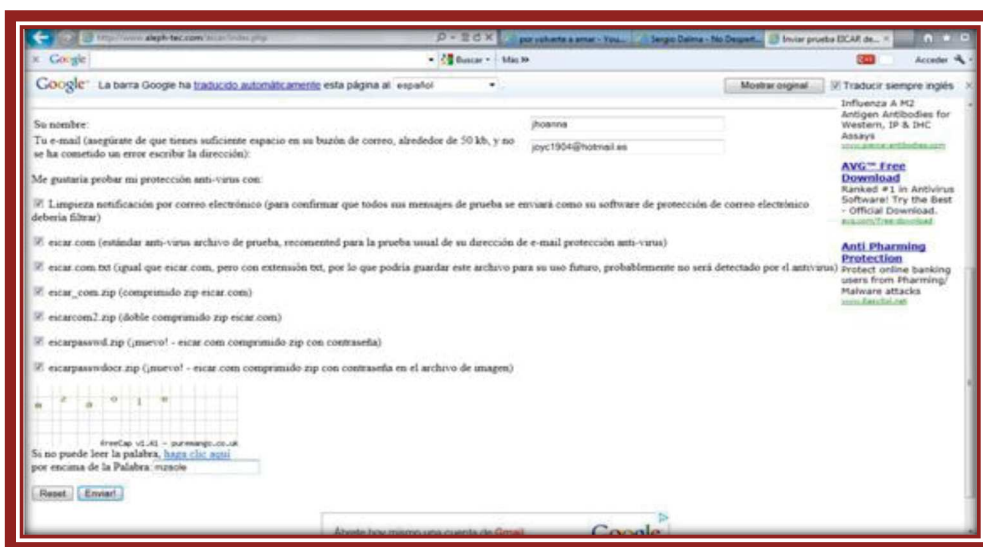 http://www.aleph-tec.com/eicar/index.php
por volverte a amar - You...
Sergio Dalma - No Despert...
Enviar prueba EICAR de...
Google
Buscar
Más »
Acceder
Google La barra Google ha traducido automáticamente esta página al español
Mostrar original
Traducir siempre inglés
Su nombre:
jhoanna
Tu e-mail (asegúrate de que tienes suficiente espacio en su buzón de correo, alrededor de 50 kb, y no
se ha cometido un error escribir la dirección):
joyc1904@hotmail.es
Me gustaría probar mi protección anti-virus con:
Limpieza notificación por correo electrónico (para confirmar que todos sus mensajes de prueba se enviará como su software de protección de correo electrónico
debería filtrar)
eicar.com (estándar anti-virus archivo de prueba, recomented para la prueba usual de su dirección de e-mail protección anti-virus)
eicar.com.txt (igual que eicar.com, pero con extensión txt, por lo que podría guardar este archivo para su uso futuro, probablemente no será detectado por el antivirus)
eicar_com.zip (comprimido zip eicar.com)
eicarcom2.zip (doble comprimido zip eicar.com)
eicarpasswd.zip (¡nuevo! - eicar.com comprimido zip con contraseña)
eicarpasswdocr.zip (¡nuevo! - eicar.com comprimido zip con contraseña en el archivo de imagen)
freeCap v1.41 - puremango.co.uk
Si no puede leer la palabra, haga clic aquí
por encima de la Palabra:
Reset
Enviar!
Influenza A M2
Antigen Antibodies for
Western, IP & IHC
Assays
AVG™ Free
Download
Ranked #1 in Antivirus
Software! Try the Best
- Official Download.
avg.com/Free-download
Anti Pharming
Protection
Protect online banking
users from Pharming/
Malware attacks
Ábrete hoy mismo una cuenta de Gmail
Google